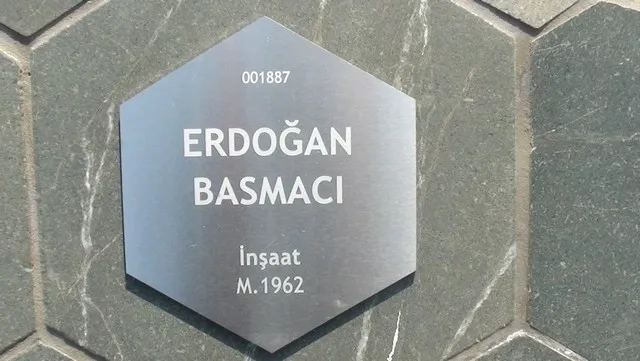 001887
ERDOĞAN
BASMACI
İnşaat
M.1962